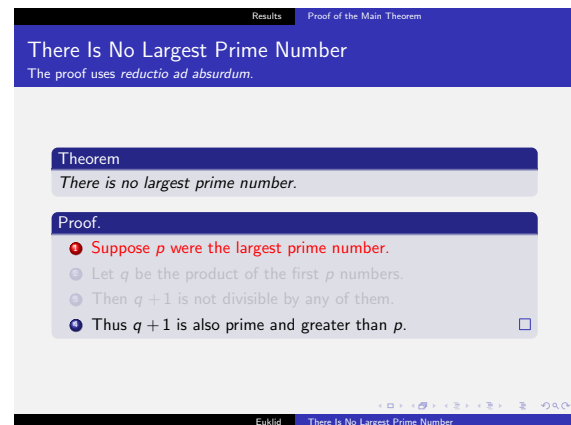 Results Proof of the Main Theorem
There Is No Largest Prime Number
The proof uses reductio ad absurdum.
Theorem
There is no largest prime number.
Proof.
1 Suppose p were the largest prime number.
2 Let q be the product of the first p numbers.
3 Then q + 1 is not divisible by any of them.
4 Thus q + 1 is also prime and greater than p. □
Euklid There Is No Largest Prime Number